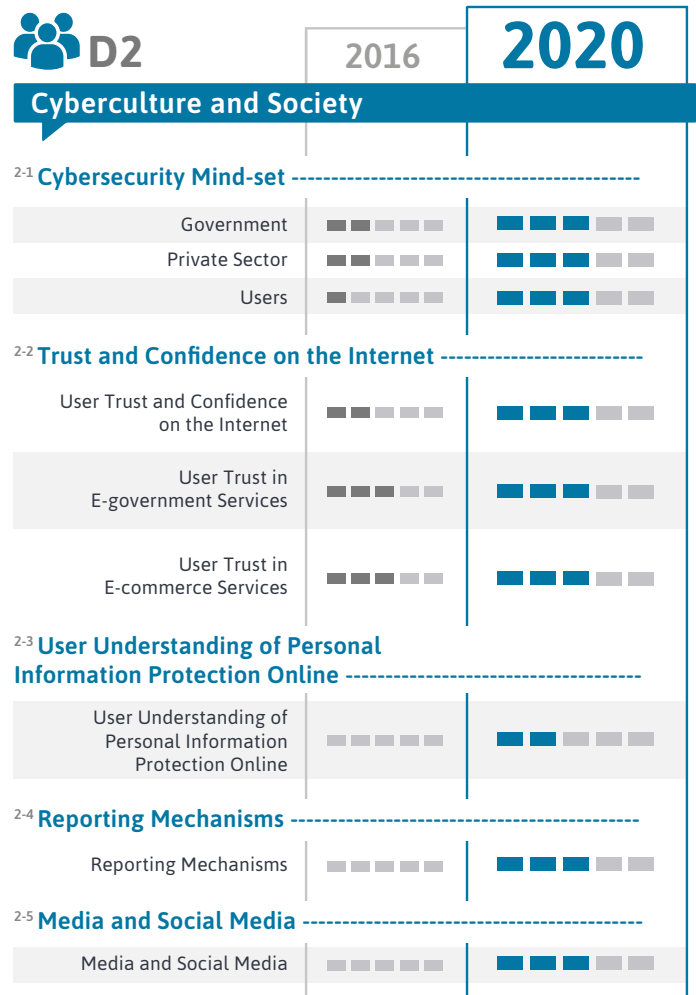 D2
2016
2020
Cyberculture and Society
2-1 Cybersecurity Mind-set
Government
Private Sector
Users
2-2 Trust and Confidence on the Internet
User Trust and Confidence
on the Internet
User Trust in
E-government Services
User Trust in
E-commerce Services
2-3 User Understanding of Personal
Information Protection Online
User Understanding of
Personal Information
Protection Online
2-4 Reporting Mechanisms
Reporting Mechanisms
2-5 Media and Social Media
Media and Social Media